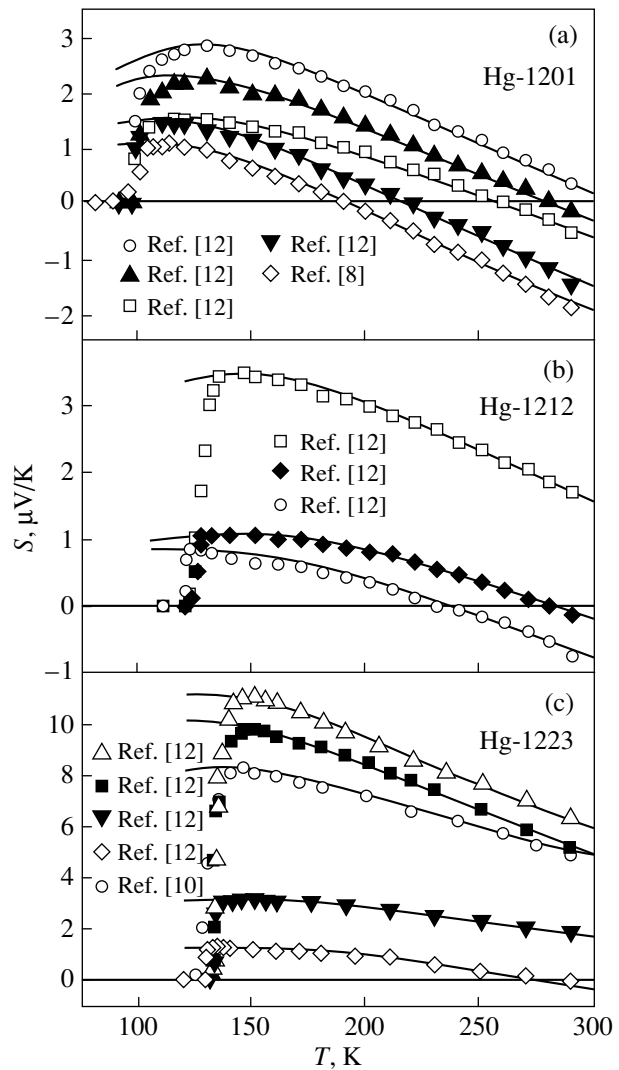 (a)
Hg-1201
3
2
1
0
−1
−2
Ref. [12] Ref. [12]
Ref. [12] Ref. [8]
Ref. [12]
(b)
Hg-1212
3
2
1
0
−1
Ref. [12]
Ref. [12]
Ref. [12]
S, μV/K
(c)
Hg-1223
10
8
6
4
2
0
Ref. [12]
Ref. [12]
Ref. [12]
Ref. [12]
Ref. [10]
100 150 200 250 300
T, K